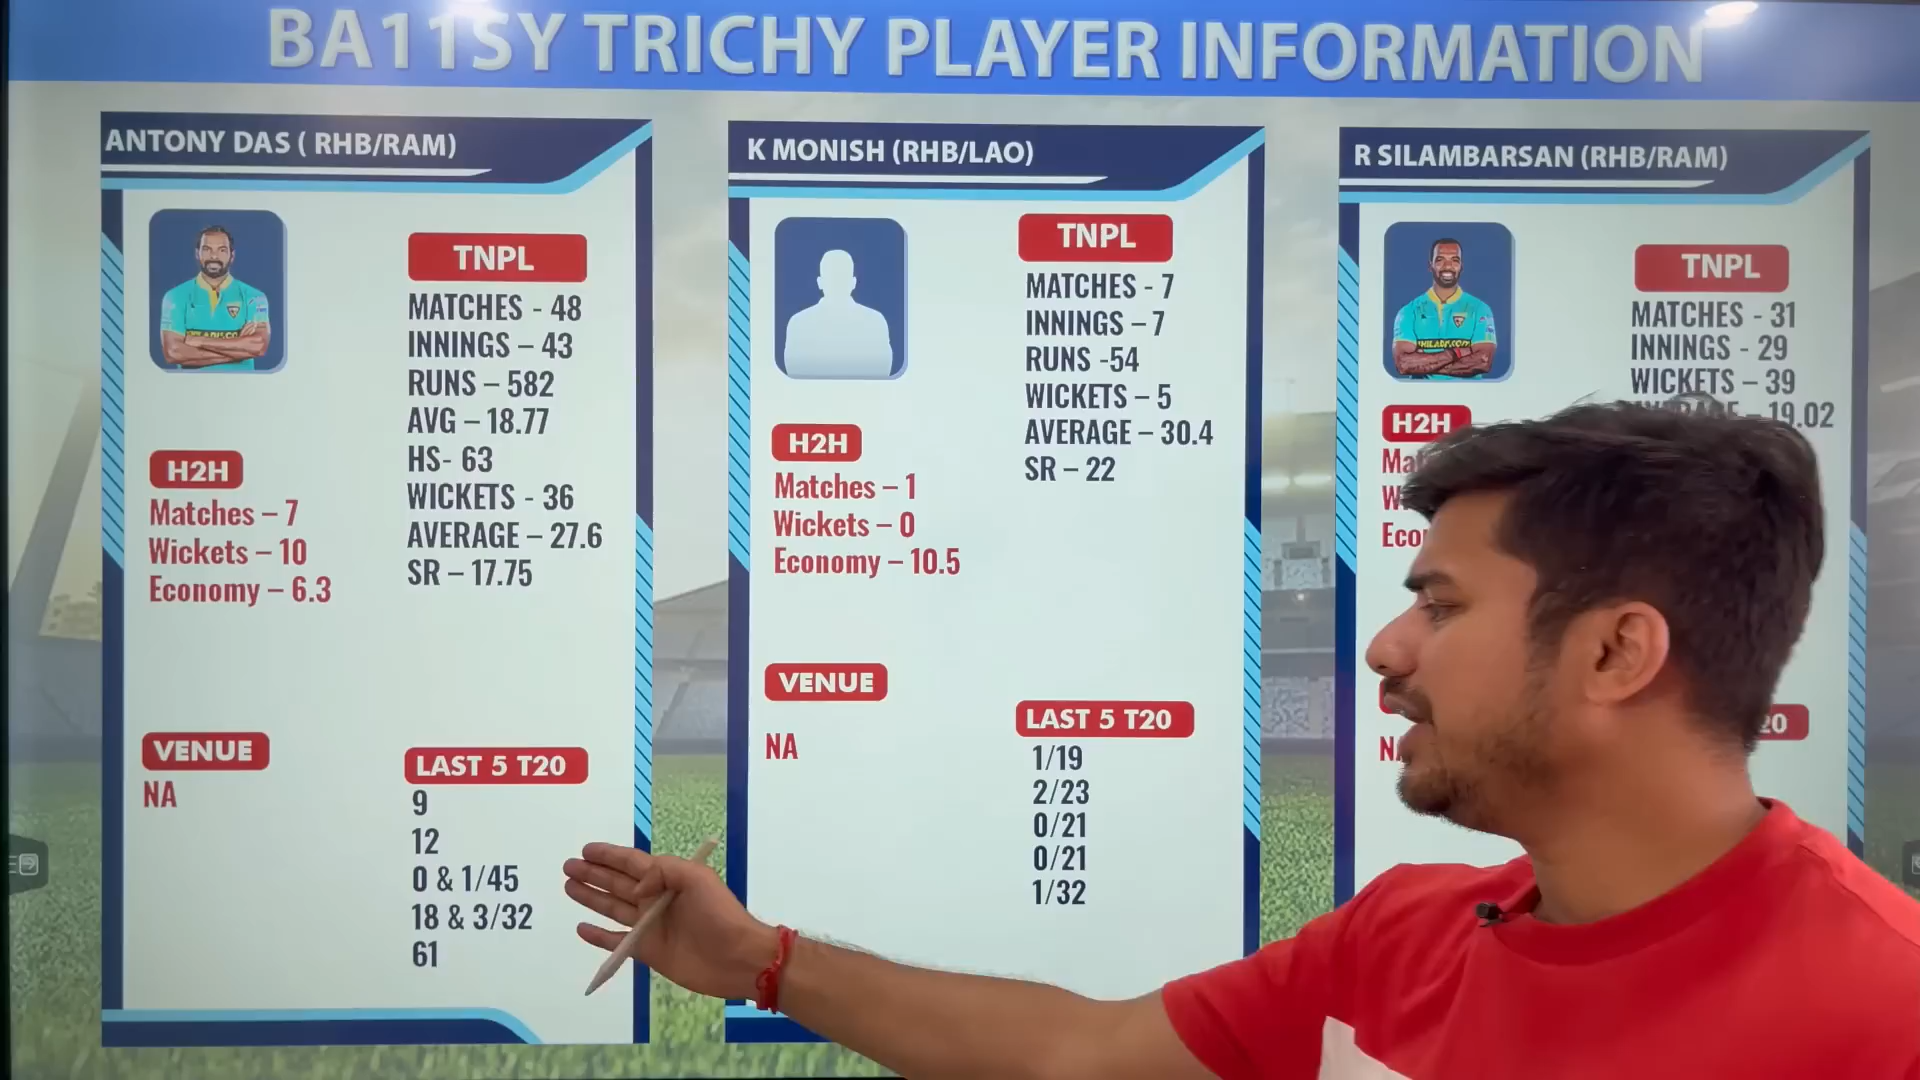 BA11SY TRICHY PLAYER INFORMATION
ANTONY DAS ( RHB/RAM)
TNPL
MATCHES - 48
INNINGS – 43
RUNS – 582
AVG – 18.77
HS- 63
WICKETS - 36
AVERAGE – 27.6
SR – 17.75
H2H
Matches – 7
Wickets – 10
Economy – 6.3
VENUE
NA
LAST 5 T20
9
12
0 & 1/45
18 & 3/32
61
K MONISH (RHB/LAO)
TNPL
MATCHES - 7
INNINGS – 7
RUNS -54
WICKETS – 5
AVERAGE – 30.4
SR – 22
H2H
Matches – 1
Wickets – 0
Economy – 10.5
VENUE
NA
LAST 5 T20
1/19
2/23
0/21
0/21
1/32
R SILAMBARSAN (RHB/RAM)
TNPL
MATCHES - 31
INNINGS - 29
WICKETS – 39
– 19.02
H2H